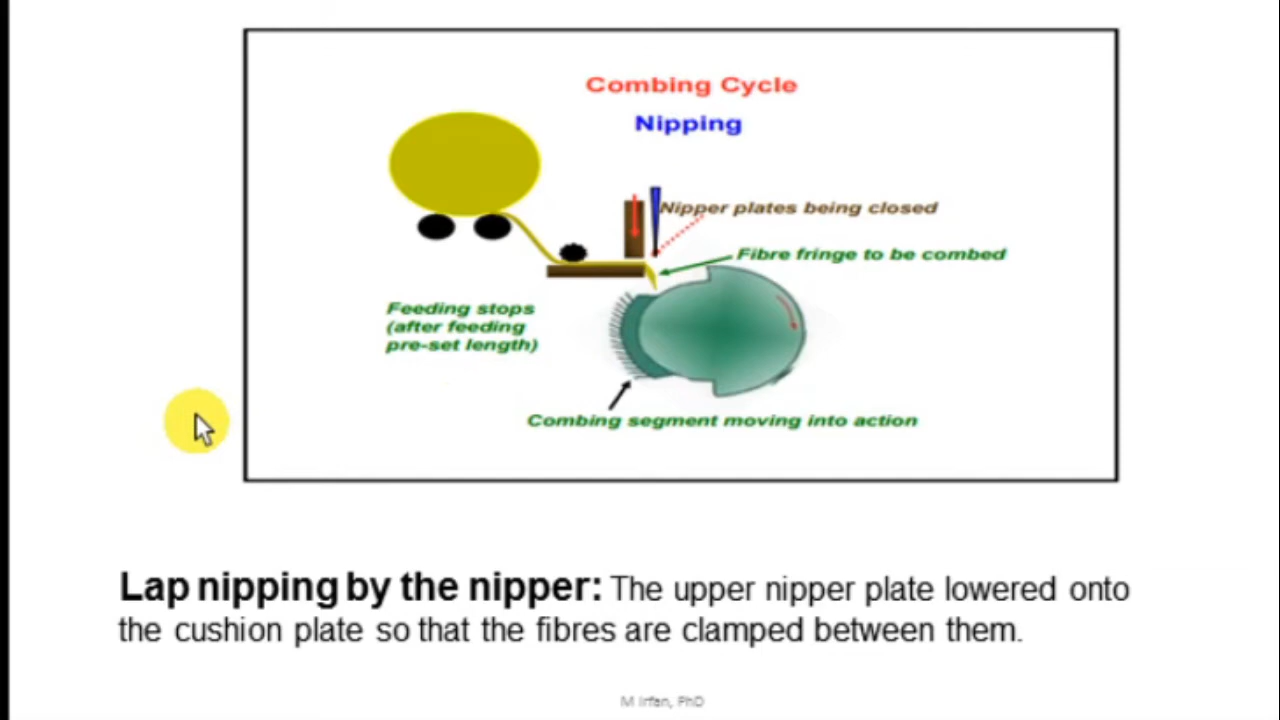 Combing Cycle
Nipping
Nipper plates being closed
Fibre fringe to be combed
Feeding stops
(after feeding
pre-set length)
Combing segment moving into action
Lap nipping by the nipper: The upper nipper plate lowered onto
the cushion plate so that the fibres are clamped between them.
M Irfan, PhD